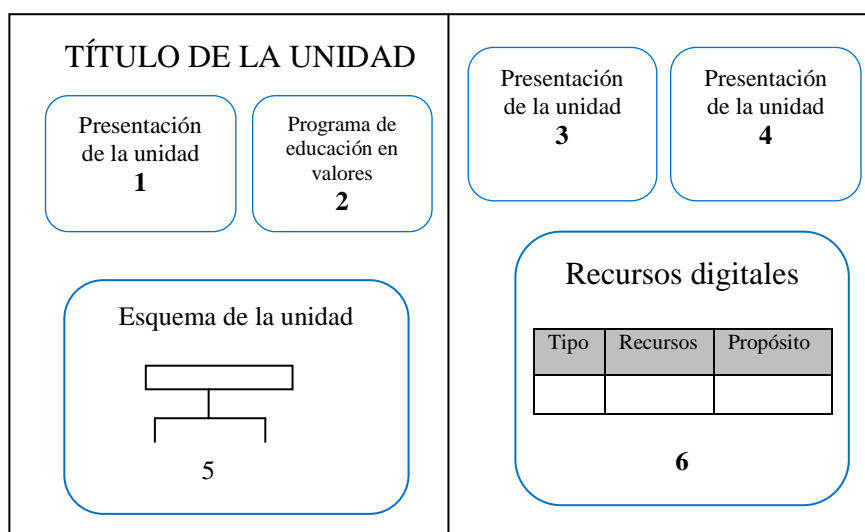 TÍTULO DE LA UNIDAD
Presentación
de la unidad
1
Programa de
educación en
valores
2
Esquema de la unidad
5
Presentación
de la unidad
3
Presentación
de la unidad
4
Recursos digitales
Tipo Recursos Propósito
6